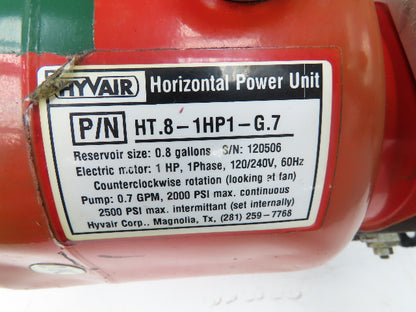 HYVAIR Horizontal Power Unit
P/N HT.8-1HP1-G.7
Reservoir size: 0.8 gallons S/N: 120506
Electric motor: 1 HP, 1Phase, 120/240V, 60Hz
Counterclockwise rotation (looking at fan)
Pump: 0.7 GPM, 2000 PSI max. continuous
2500 PSI max. intermittent (set internally)
Hyvair Corp., Magnolia, Tx. (281) 259-7768